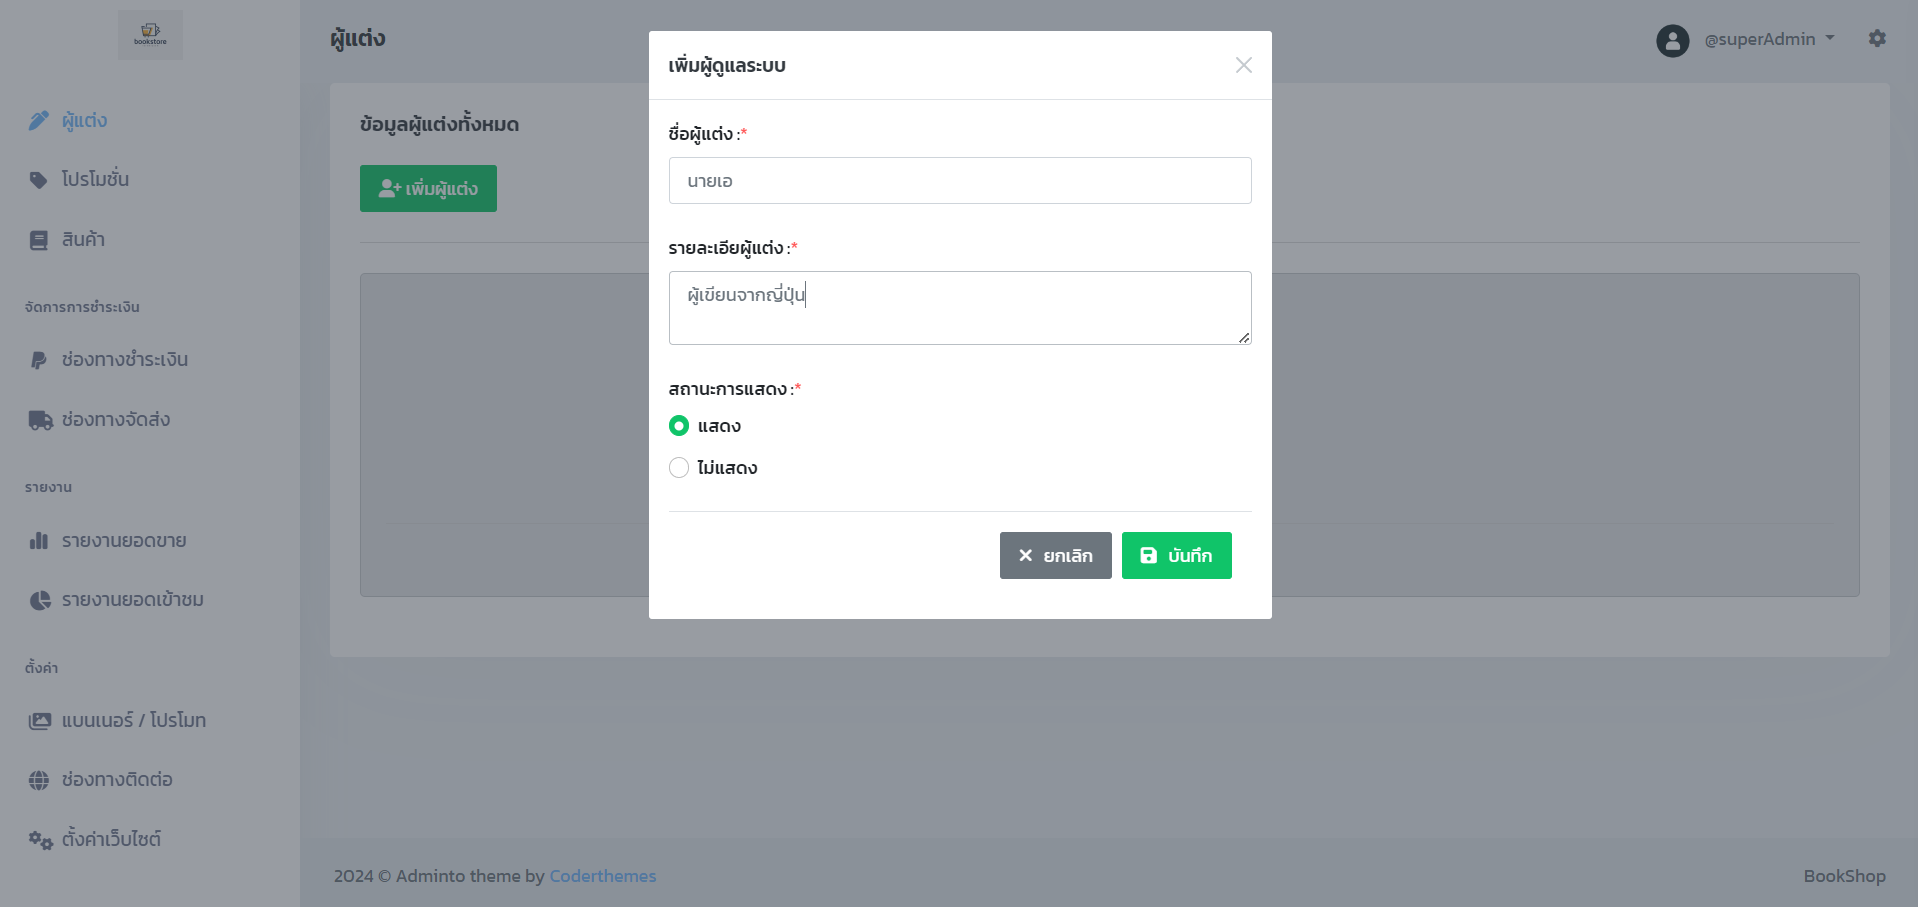 bookstore
ผู้แต่ง
โปรโมชั่น
สินค้า
จัดการการชำระเงิน
ช่องทางชำระเงิน
ช่องทางจัดส่ง
รายงาน
รายงานยอดขาย
รายงานยอดเข้าชม
ตั้งค่า
แบนเนอร์ / โปรโมท
ช่องทางติดต่อ
ตั้งค่าเว็บไซต์
ผู้แต่ง
@superAdmin
ข้อมูลผู้แต่งทั้งหมด
เพิ่มผู้แต่ง
เพิ่มผู้ดูแลระบบ
ชื่อผู้แต่ง :*
นายเอ
รายละเอียผู้แต่ง :*
ผู้เขียนจากญี่ปุ่น
สถานะการแสดง :*
แสดง
ไม่แสดง
ยกเลิก
บันทึก
2024 © Adminto theme by Coderthemes
BookShop